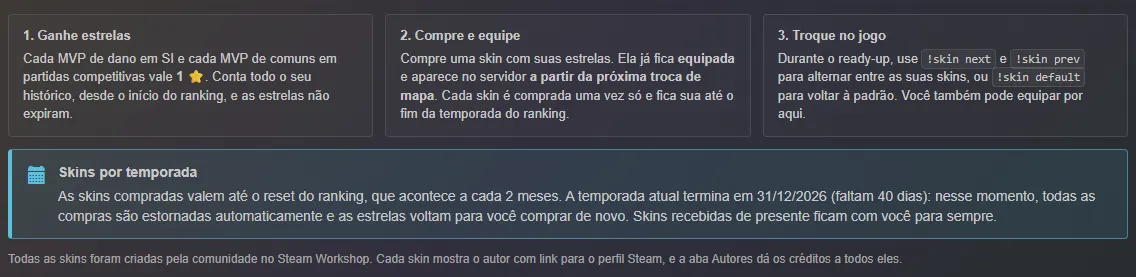 1. Ganhe estrelas
Cada MVP de dano em SI e cada MVP de comuns em
partidas competitivas vale 1 ⭐. Conta todo o seu
histórico, desde o início do ranking, e as estrelas não
expiram.
2. Compre e equipe
Compre uma skin com suas estrelas. Ela já fica equipada
e aparece no servidor a partir da próxima troca de
mapa. Cada skin é comprada uma vez só e fica sua até o
fim da temporada do ranking.
3. Troque no jogo
Durante o ready-up, use !skin next e !skin prev
para alternar entre as suas skins, ou !skin default
para voltar à padrão. Você também pode equipar por
aqui.
Skins por temporada
As skins compradas valem até o reset do ranking, que acontece a cada 2 meses. A temporada atual termina em 31/12/2026 (faltam 40 dias): nesse momento, todas as
compras são estornadas automaticamente e as estrelas voltam para você comprar de novo. Skins recebidas de presente ficam com você para sempre.
Todas as skins foram criadas pela comunidade no Steam Workshop. Cada skin mostra o autor com link para o perfil Steam, e a aba Autores dá os créditos a todos eles.